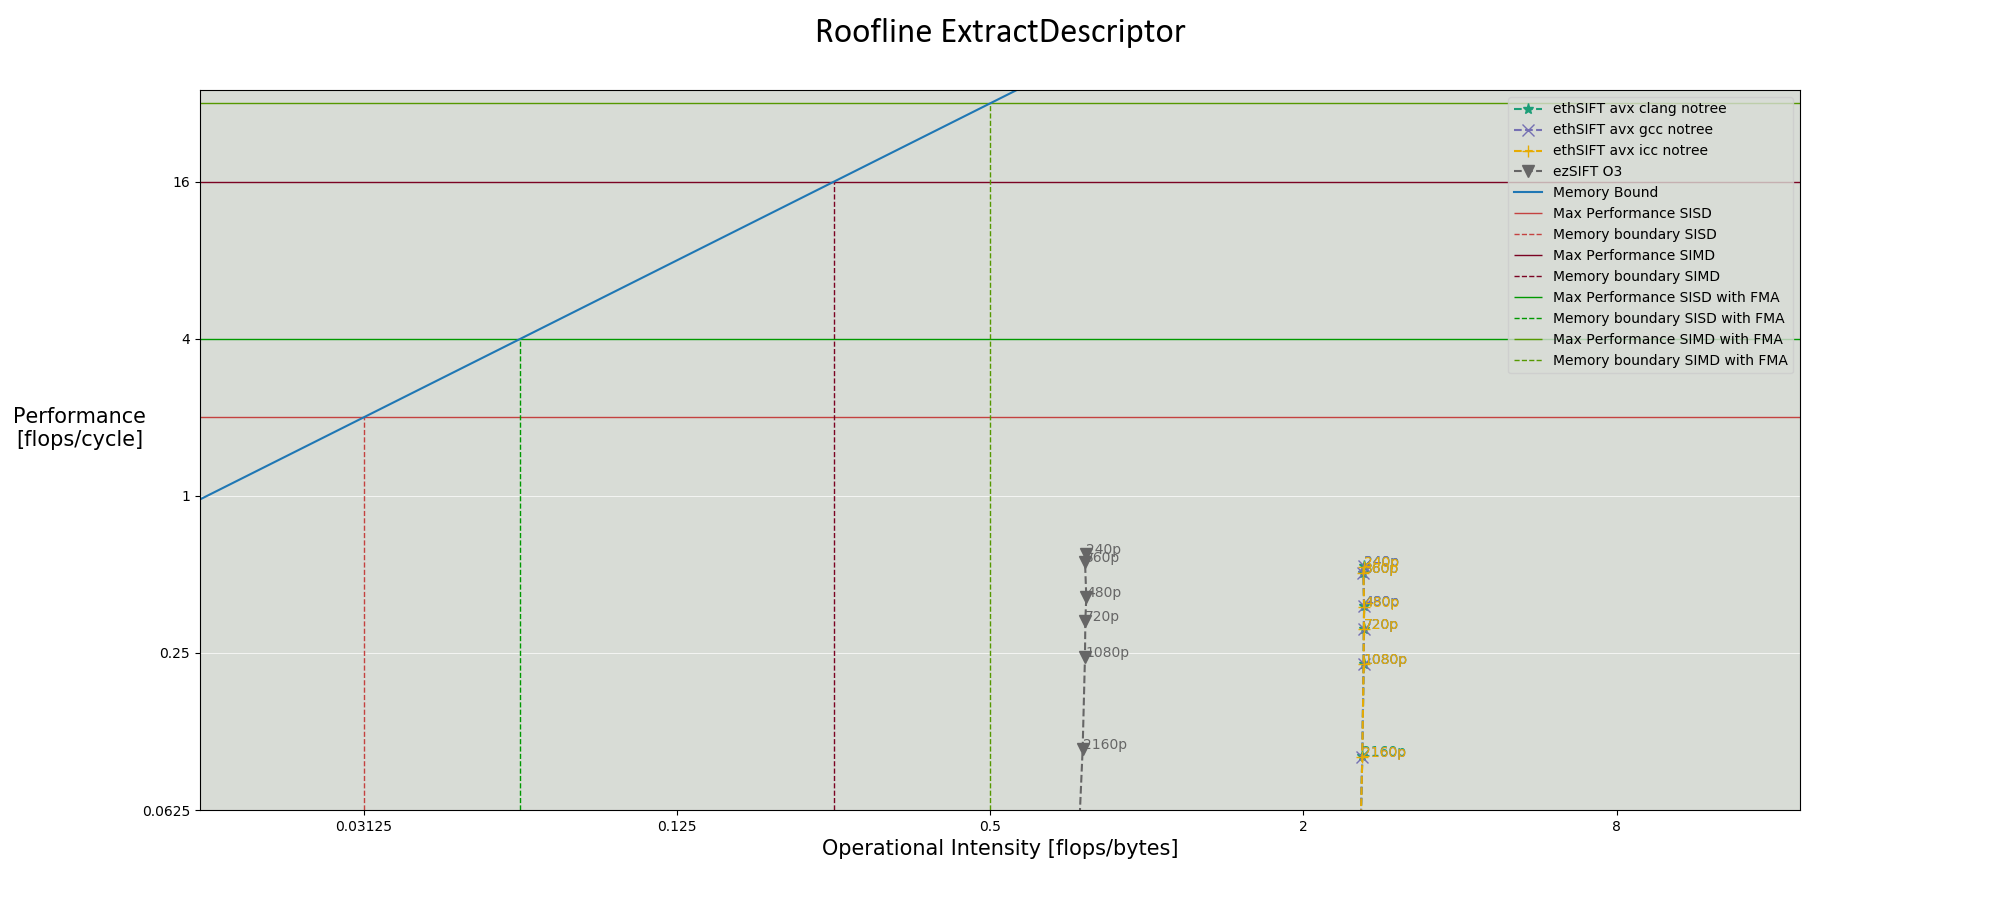 Roofline ExtractDescriptor
ethSIFT avx clang notree
ethSIFT avx gcc notree
ethSIFT avx icc notree
ezSIFT O3
Memory Bound
Max Performance SISD
Memory boundary SISD
Max Performance SIMD
Memory boundary SIMD
Max Performance SISD with FMA
Memory boundary SISD with FMA
Max Performance SIMD with FMA
Memory boundary SIMD with FMA
16
4
Performance
[flops/cycle]
1
0.25
0.0625
240p
360p
480p
720p
1080p
2160p
240p
360p
480p
720p
1080p
2160p
0.03125
0.125
0.5
2
8
Operational Intensity [flops/bytes]